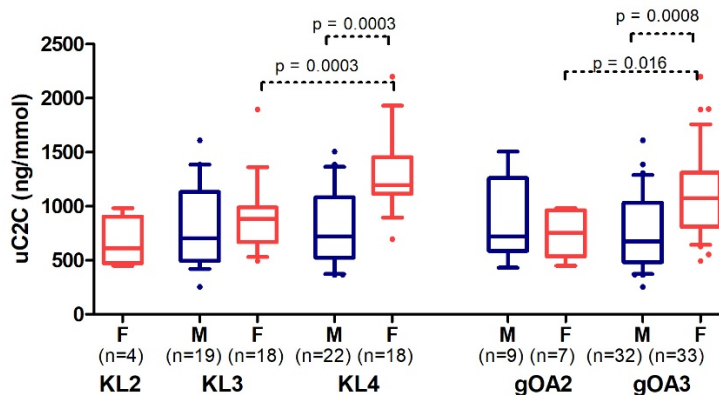 p = 0.0003
p = 0.0008
p = 0.0003
p = 0.016
uC2C (ng/mmol)
2500
2000
1500
1000
500
0
F M F M F M F M F
(n=4) (n=19) (n=18) (n=22) (n=18) (n=9) (n=7) (n=32) (n=33)
KL2 KL3 KL4 gOA2 gOA3